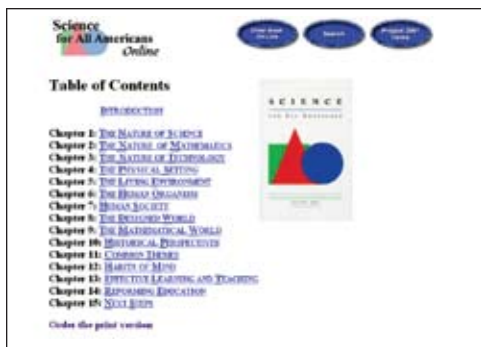 Science
for All Americans
Online
Search
Table of Contents
INTRODUCTION
Chapter 1: THE NATURE OF SCIENCE
Chapter 2: THE NATURE OF MATHEMATICS
Chapter 3: THE NATURE OF TECHNOLOGY
Chapter 4: THE PHYSICAL SETTING
Chapter 5: THE LIVING ENVIRONMENT
Chapter 6: THE HUMAN ORGANISM
Chapter 7: HUMAN SOCIETY
Chapter 8: THE DESIGNED WORLD
Chapter 9: THE MATHEMATICAL WORLD
Chapter 10: HISTORICAL PERSPECTIVES
Chapter 11: COMMON THEMES
Chapter 12: HABITS OF MIND
Chapter 13: EFFECTIVE LEARNING AND TEACHING
Chapter 14: REFORMING EDUCATION
Chapter 15: NEXT STEPS
Order the print version
SCIENCE
FOR ALL AMERICANS